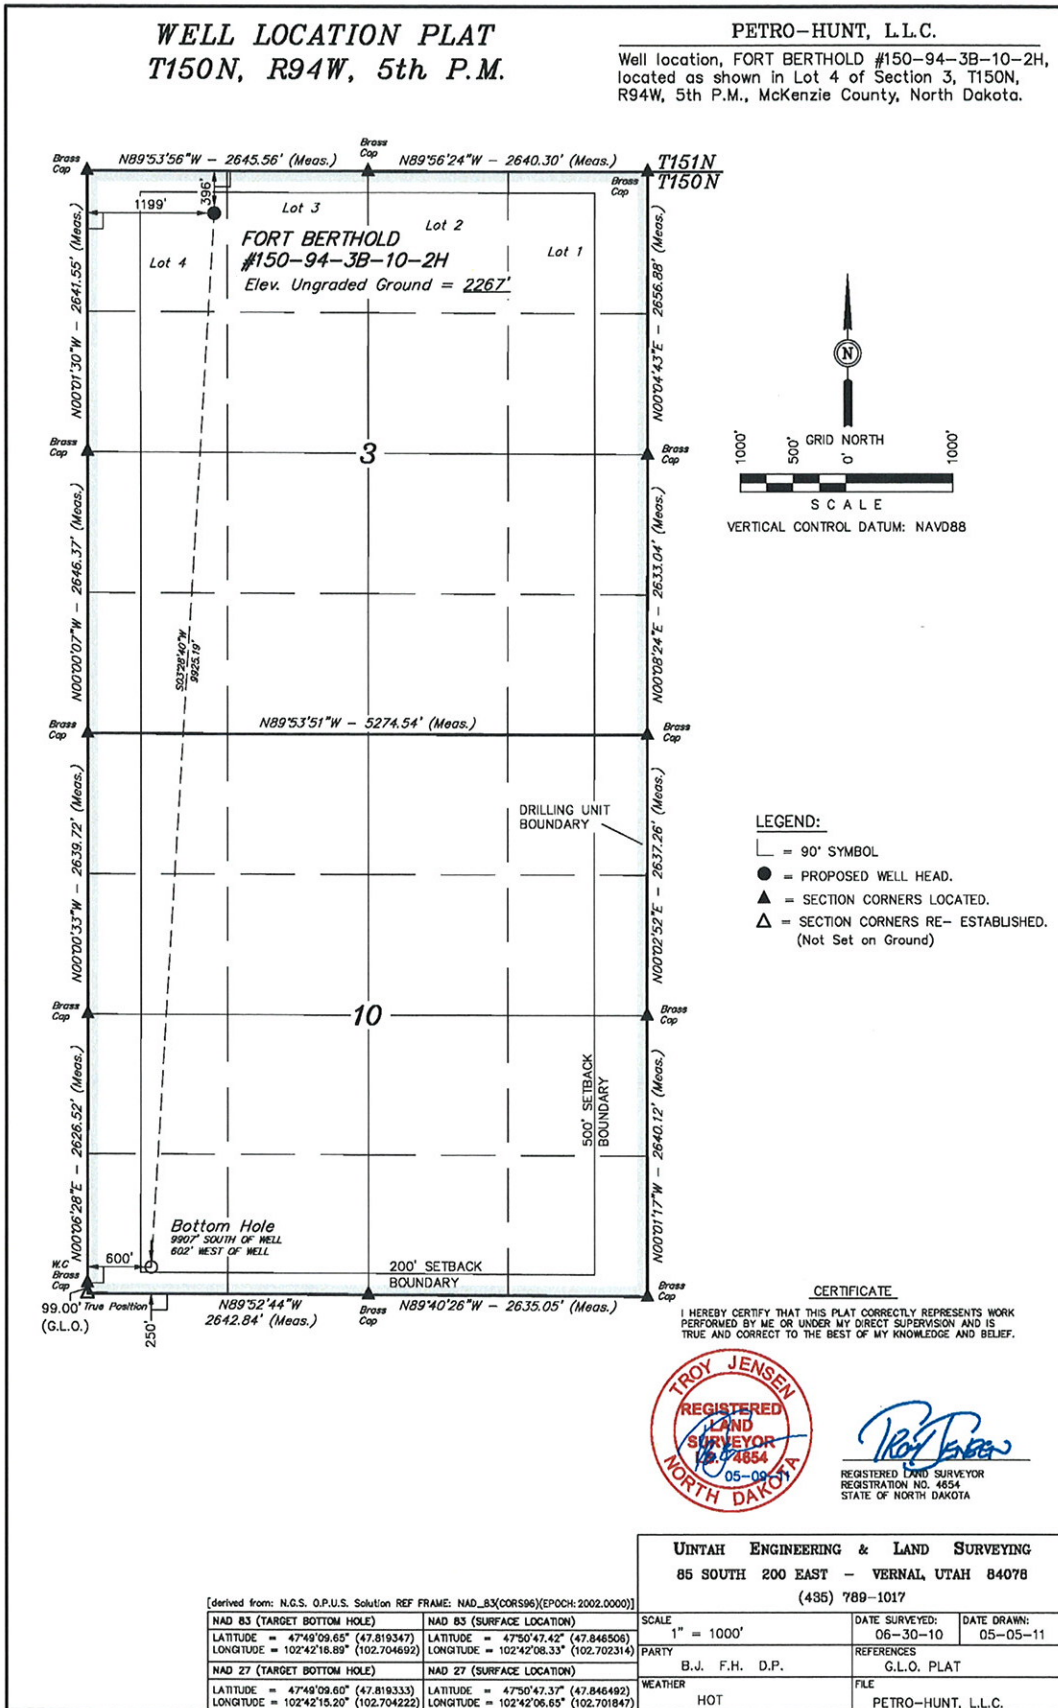 WELL LOCATION PLAT
T150N, R94W, 5th P.M.
PETRO-HUNT, L.L.C.
Well location, FORT BERTHOLD #150-94-3B-10-2H,
located as shown in Lot 4 of Section 3, T150N,
R94W, 5th P.M., McKenzie County, North Dakota.
Brass
Cap
N89°53'56"W - 2645.56' (Meas.)
Brass
Cap
N89°56'24"W - 2640.30' (Meas.)
T151N
T150N
Brass
Cap
1199'
396'
Lot 3
Lot 2
Lot 1
Lot 4
FORT BERTHOLD
#150-94-3B-10-2H
Elev. Ungraded Ground = 2267'
N00°01'30"W - 2641.55' (Meas.)
N00°04'43"E - 2656.88' (Meas.)
N
GRID NORTH
1000'
500'
0'
1000'
SCALE
VERTICAL CONTROL DATUM: NAVD88
Brass
Cap
3
Brass
Cap
N00°00'07"W - 2646.37' (Meas.)
N00°08'24"E - 2633.04' (Meas.)
S03°28'40"W
9925.19'
Brass
Cap
N89°53'51"W - 5274.54' (Meas.)
Brass
Cap
DRILLING UNIT
BOUNDARY
N00°00'33"W - 2639.72' (Meas.)
N00°02'52"E - 2637.26' (Meas.)
LEGEND:
= 90° SYMBOL
= PROPOSED WELL HEAD.
= SECTION CORNERS LOCATED.
= SECTION CORNERS RE- ESTABLISHED.
(Not Set on Ground)
Brass
Cap
10
Brass
Cap
N00°06'28"E - 2626.52' (Meas.)
N00°01'17"W - 2640.12' (Meas.)
500' SETBACK
BOUNDARY
Bottom Hole
9907' SOUTH OF WELL
602' WEST OF WELL
W.C
Brass
Cap
600'
200' SETBACK
BOUNDARY
99.00' True Position
(G.L.O.)
250'
N89°52'44"W
2642.84' (Meas.)
Brass
Cap
N89°40'26"W - 2635.05' (Meas.)
Brass
Cap
CERTIFICATE
I HEREBY CERTIFY THAT THIS PLAT CORRECTLY REPRESENTS WORK
PERFORMED BY ME OR UNDER MY DIRECT SUPERVISION AND IS
TRUE AND CORRECT TO THE BEST OF MY KNOWLEDGE AND BELIEF.
TROY JENSEN
REGISTERED
LAND
SURVEYOR
4654
NORTH DAKOTA
TROY JENSEN
REGISTERED LAND SURVEYOR
REGISTRATION NO. 4654
STATE OF NORTH DAKOTA
UINTAH ENGINEERING & LAND SURVEYING
85 SOUTH 200 EAST - VERNAL, UTAH 84078
(435) 789-1017
[derived from: N.G.S. O.P.U.S. Solution REF FRAME: NAD_83(CORS96)(EPOCH: 2002.0000)]
NAD 83 (TARGET BOTTOM HOLE)
LATITUDE = 47°49'09.65" (47.819347)
LONGITUDE = 102°42'16.89" (102.704692)
NAD 83 (SURFACE LOCATION)
LATITUDE = 47°50'47.42" (47.846506)
LONGITUDE = 102°42'08.33" (102.702314)
NAD 27 (TARGET BOTTOM HOLE)
LATITUDE = 47°49'09.60" (47.819333)
LONGITUDE = 102°42'15.20" (102.704222)
NAD 27 (SURFACE LOCATION)
LATITUDE = 47°50'47.37" (47.846492)
LONGITUDE = 102°42'06.65" (102.701847)
SCALE
1" = 1000'
DATE SURVEYED:
06-30-10
DATE DRAWN:
05-05-11
PARTY
B.J. F.H. D.P.
REFERENCES
G.L.O. PLAT
WEATHER
HOT
FILE
PETRO-HUNT, L.L.C.